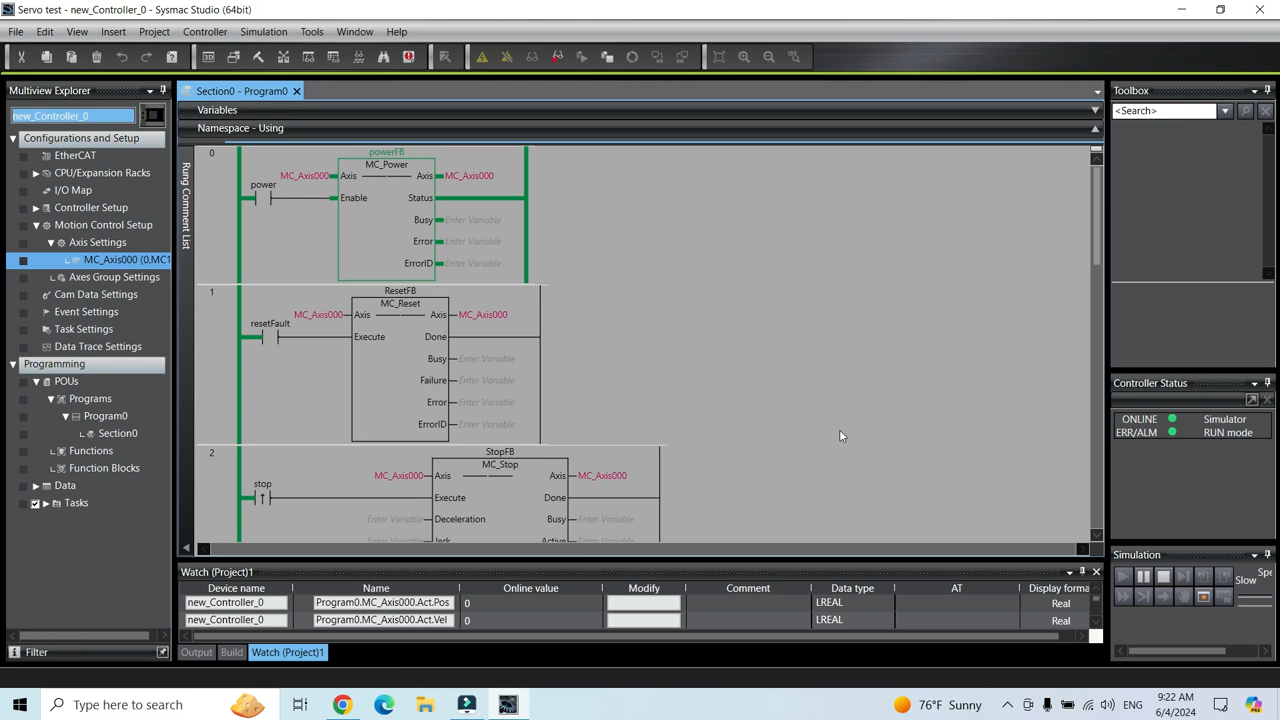 Servo test - new_Controller_0 - Sysmac Studio (64bit)
File Edit View Insert Project Controller Simulation Tools Window Help
Multiview Explorer
new_Controller_0
Configurations and Setup
EtherCAT
CPU/Expansion Racks
I/O Map
Controller Setup
Motion Control Setup
Axis Settings
MC_Axis000 (0,MC1
Axes Group Settings
Cam Data Settings
Event Settings
Task Settings
Data Trace Settings
Programming
POUs
Programs
Program0
Section0
Functions
Function Blocks
Data
Tasks
Filter
Section0 - Program0
Variables
Namespace - Using
Rung Comment List
0
powerFB
MC_Power
MC_Axis000 Axis Axis MC_Axis000
power
Enable Status
Busy Enter Variable
Error Enter Variable
ErrorID Enter Variable
1
ResetFB
MC_Reset
MC_Axis000 Axis Axis MC_Axis000
resetFault
Execute Done
Busy Enter Variable
Failure Enter Variable
Error Enter Variable
ErrorID Enter Variable
2
StopFB
MC_Stop
MC_Axis000 Axis Axis MC_Axis000
stop
Execute Done
Enter Variable Deceleration Busy Enter Variable
Enter Variable Jerk Active Enter Variable
Watch (Project)1
Device name Name Online value Modify Comment Data type AT Display forma
new_Controller_0 Program0.MC_Axis000.Act.Pos 0 LREAL Real
new_Controller_0 Program0.MC_Axis000.Act.Vel 0 LREAL Real
Output Build Watch (Project)1
Toolbox
<Search>
Controller Status
ONLINE Simulator
ERR/ALM RUN mode
Simulation
Slow Spe
Type here to search
76°F Sunny
ENG
9:22 AM
6/4/2024